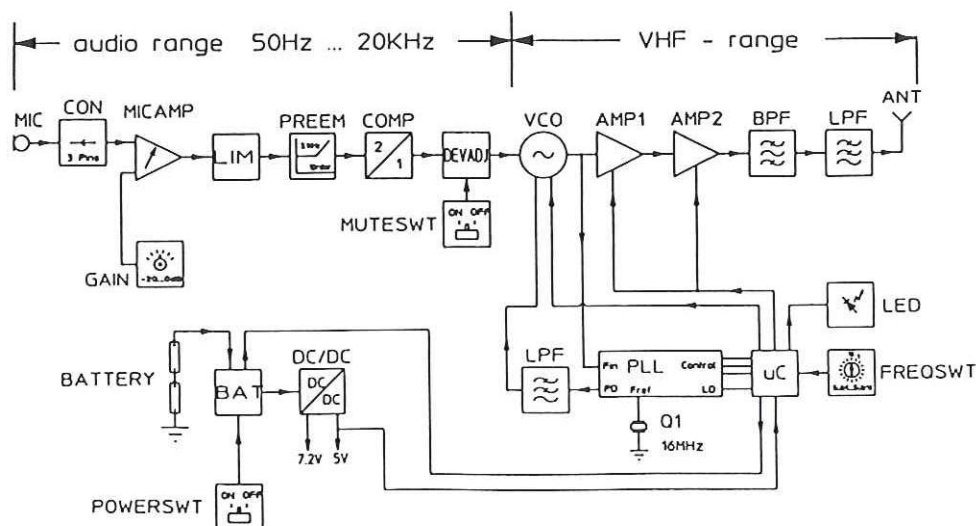 audio range 50Hz ... 20KHz
VHF - range
MIC
CON
3 Pins
MICAMP
LIM
PREEM
COMP
2
1
DEVADJ
VCO
AMP1
AMP2
BPF
LPF
ANT
MUTESWT
ON OFF
GAIN
LED
BATTERY
BAT
DC/DC
DC
DC
7.2V
5V
LPF
PLL
Fin
Control
PD
Fref
LO
uC
FREQSWT
Q1
16MHz
POWERSWT
ON OFF